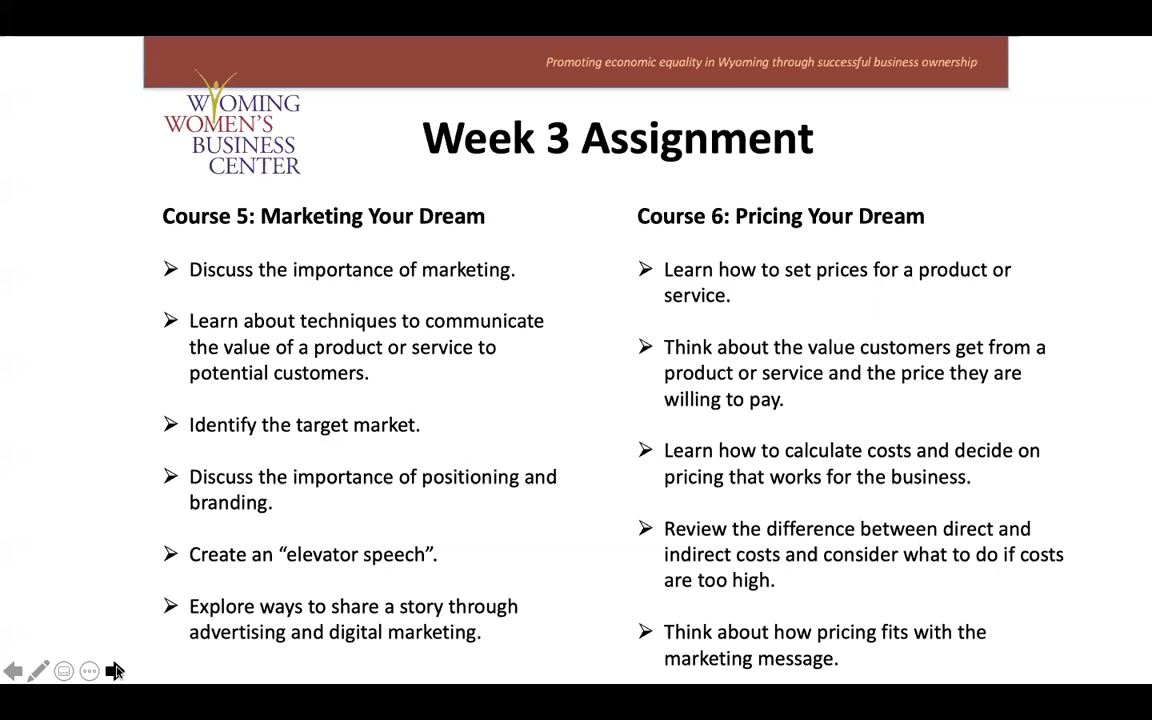 Promoting economic equality in Wyoming through successful business ownership
WYOMING
WOMEN'S
BUSINESS
CENTER
Week 3 Assignment
Course 5: Marketing Your Dream
Discuss the importance of marketing.
Learn about techniques to communicate
the value of a product or service to
potential customers.
Identify the target market.
Discuss the importance of positioning and
branding.
Create an “elevator speech”.
Explore ways to share a story through
advertising and digital marketing.
Course 6: Pricing Your Dream
Learn how to set prices for a product or
service.
Think about the value customers get from a
product or service and the price they are
willing to pay.
Learn how to calculate costs and decide on
pricing that works for the business.
Review the difference between direct and
indirect costs and consider what to do if costs
are too high.
Think about how pricing fits with the
marketing message.